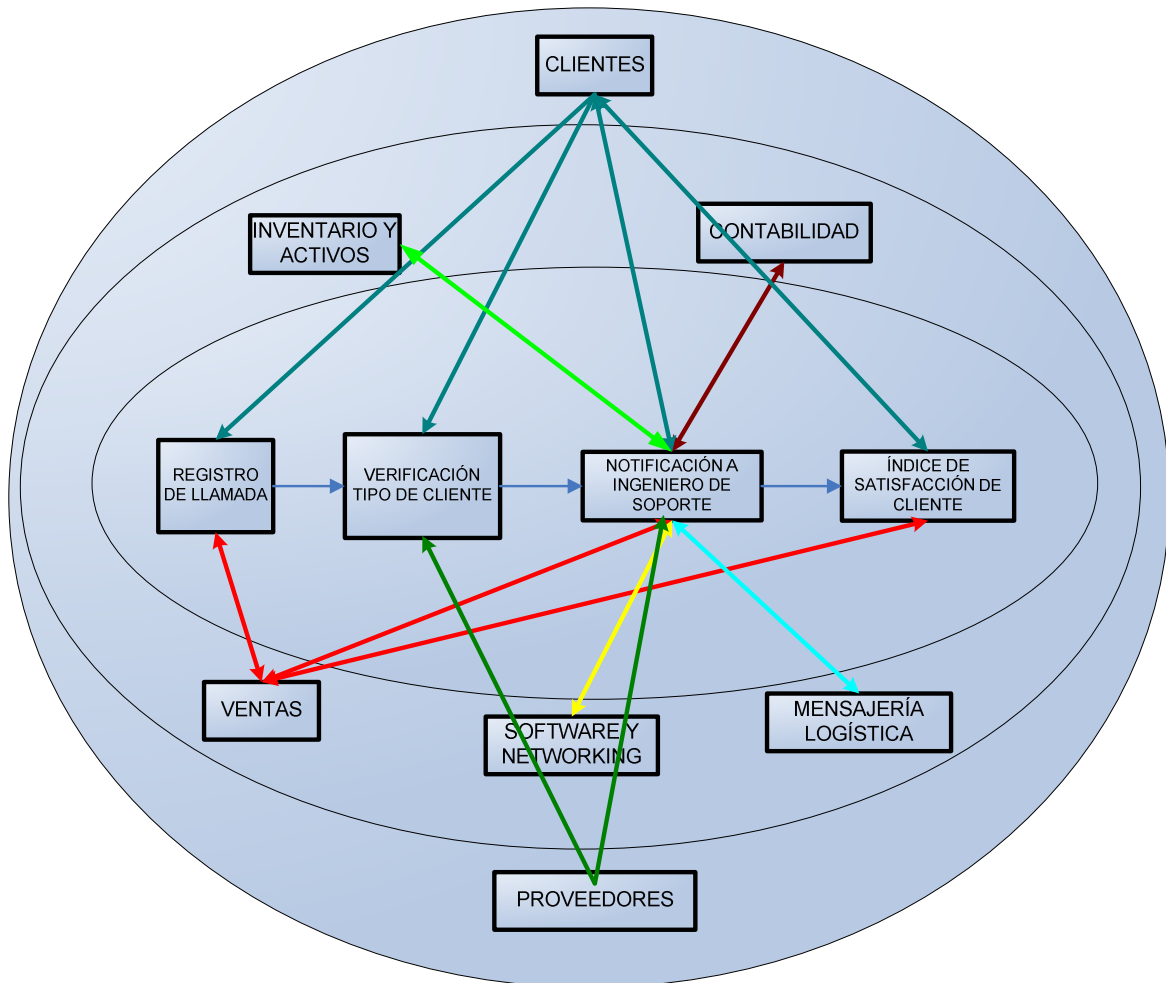 CLIENTES
INVENTARIO Y
ACTIVOS
CONTABILIDAD
REGISTRO
DE LLAMADA
VERIFICACIÓN
TIPO DE CLIENTE
NOTIFICACIÓN A
INGENIERO DE
SOPORTE
ÍNDICE DE
SATISFACCIÓN DE
CLIENTE
VENTAS
SOFTWARE Y
NETWORKING
MENSAJERÍA
LOGÍSTICA
PROVEEDORES